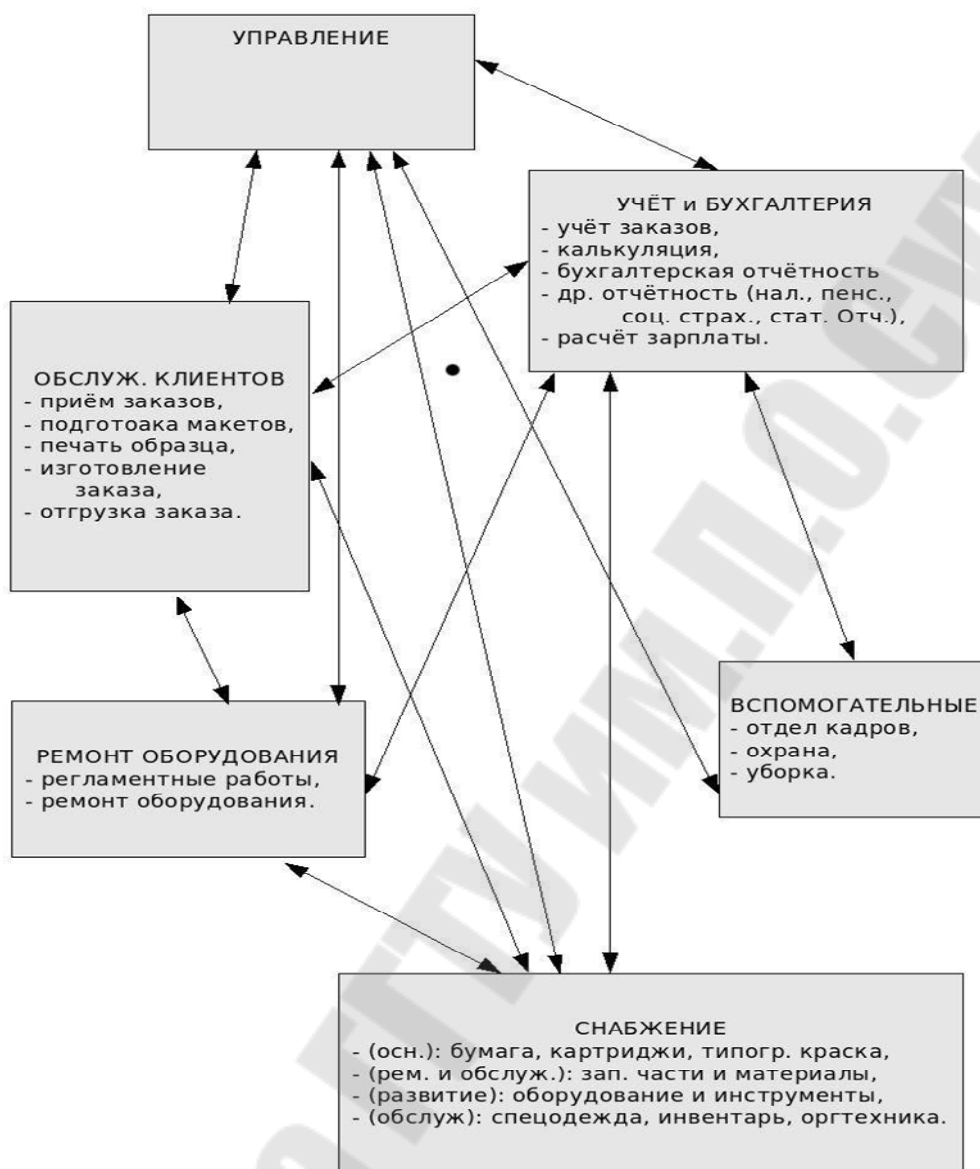 УПРАВЛЕНИЕ
УЧЁТ и БУХГАЛТЕРИЯ
- учёт заказов,
- калькуляция,
- бухгалтерская отчётность
- др. отчётность (нал., пенс.,
соц. страх., стат. Отч.),
- расчёт зарплаты.
ОБСЛУЖ. КЛИЕНТОВ
- приём заказов,
- подготоака макетов,
- печать образца,
- изготовление
заказа,
- отгрузка заказа.
РЕМОНТ ОБОРУДОВАНИЯ
- регламентные работы,
- ремонт оборудования.
ВСПОМОГАТЕЛЬНЫЕ
- отдел кадров,
- охрана,
- уборка.
СНАБЖЕНИЕ
- (осн.): бумага, картриджи, типогр. краска,
- (рем. и обслуж.): зап. части и материалы,
- (развитие): оборудование и инструменты,
- (обслуж): спецодежда, инвентарь, оргтехника.
ГГТУ им.П.О.Сух